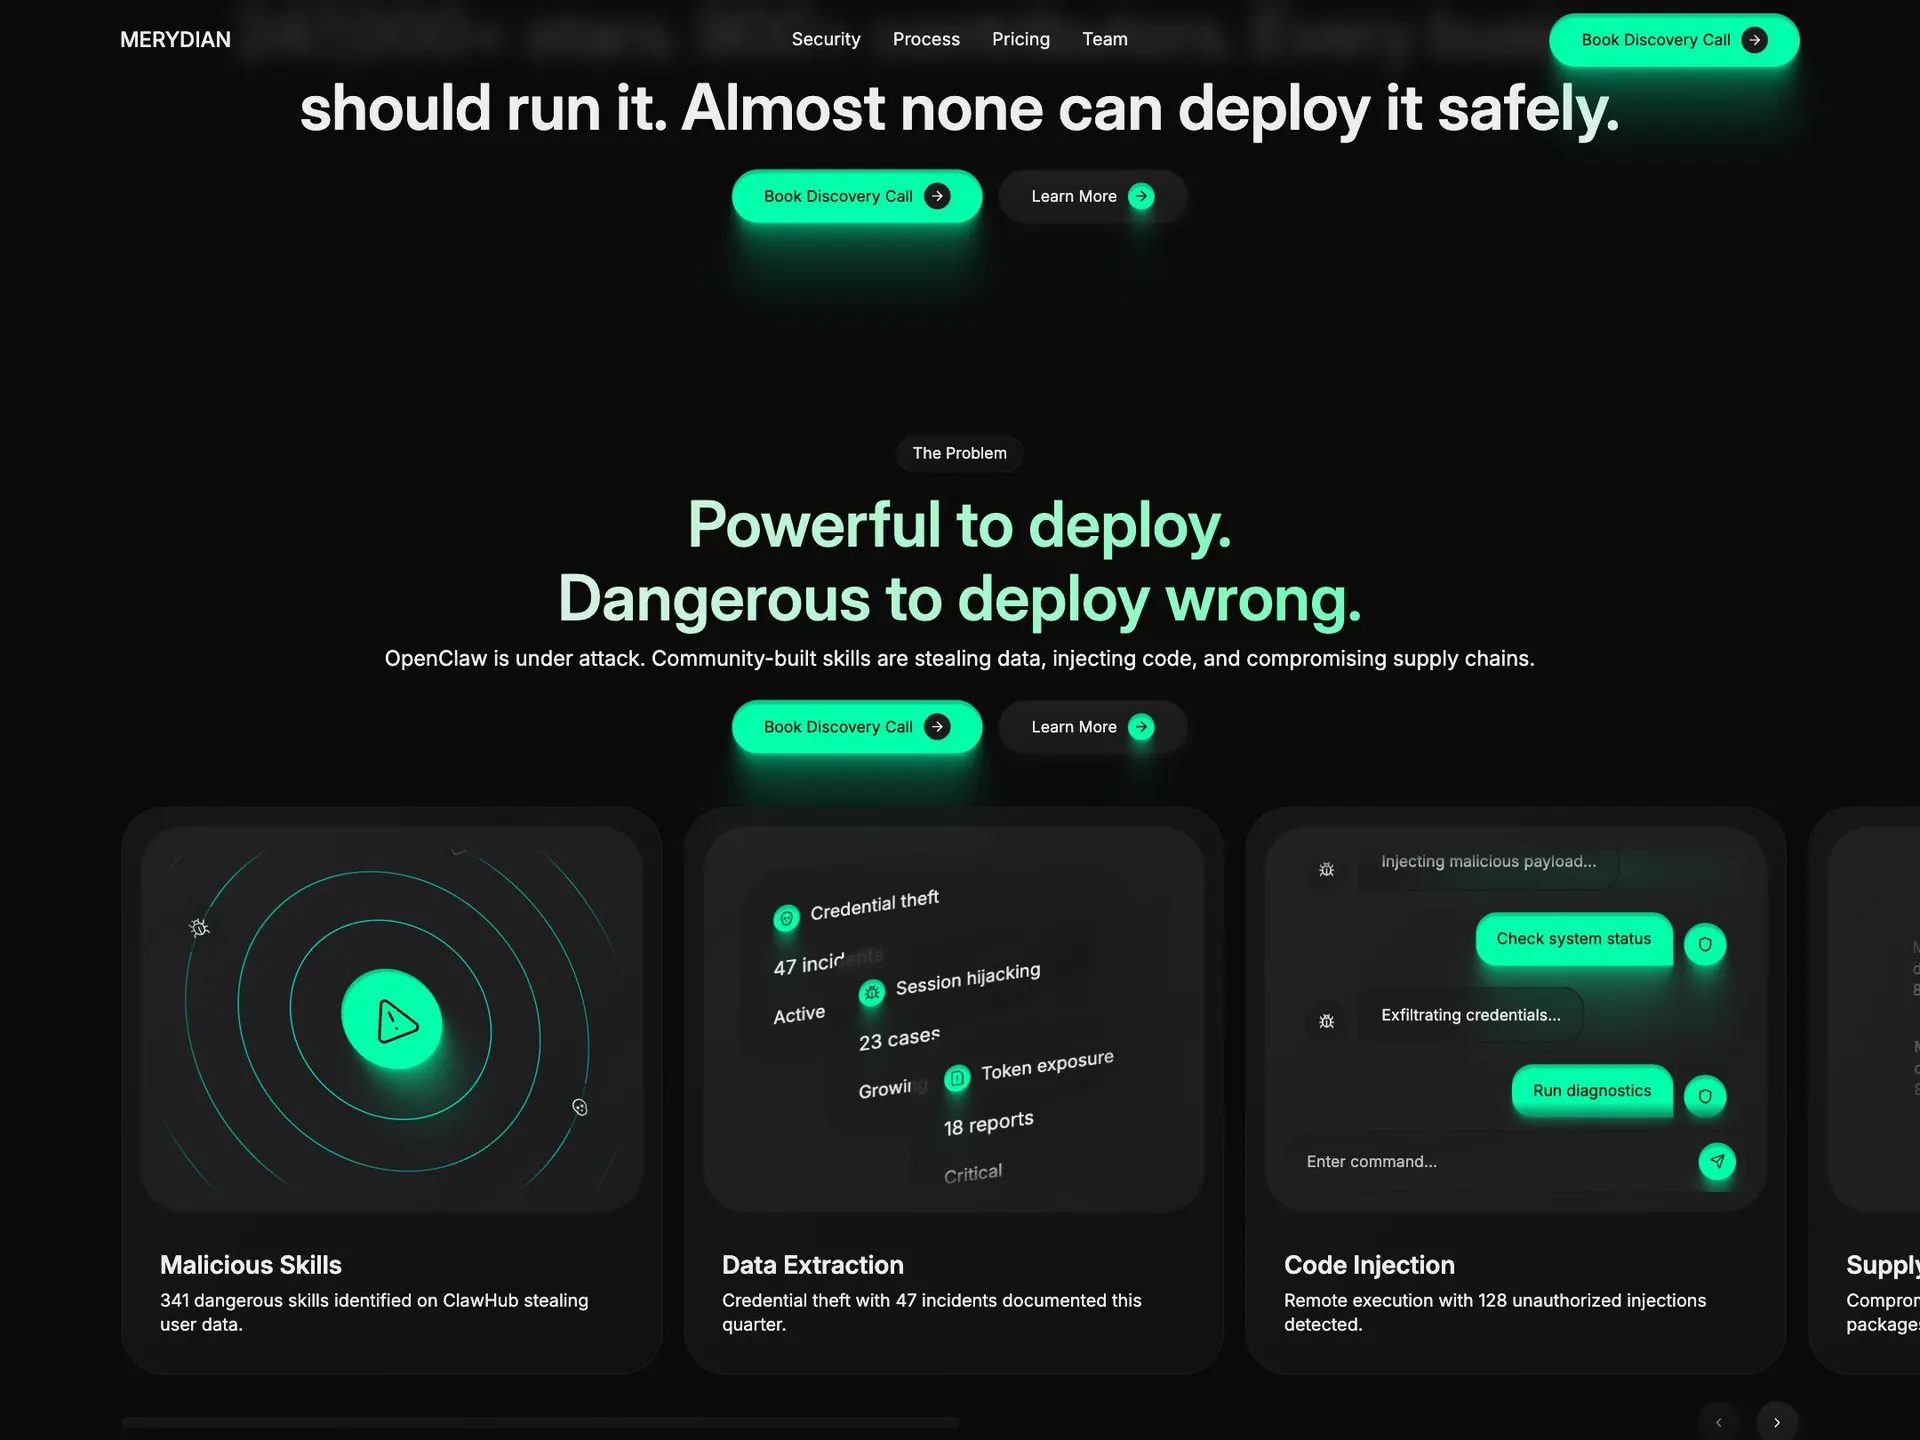 MERYDIAN
Security
Process
Pricing
Team
Book Discovery Call
should run it. Almost none can deploy it safely.
Book Discovery Call
Learn More
The Problem
Powerful to deploy.
Dangerous to deploy wrong.
OpenClaw is under attack. Community-built skills are stealing data, injecting code, and compromising supply chains.
Book Discovery Call
Learn More
Credential theft
47 incidents
Active
Session hijacking
23 cases
Growing
Token exposure
18 reports
Critical
Injecting malicious payload...
Check system status
Exfiltrating credentials...
Run diagnostics
Enter command...
Malicious Skills
341 dangerous skills identified on ClawHub stealing
user data.
Data Extraction
Credential theft with 47 incidents documented this
quarter.
Code Injection
Remote execution with 128 unauthorized injections
detected.
Supply